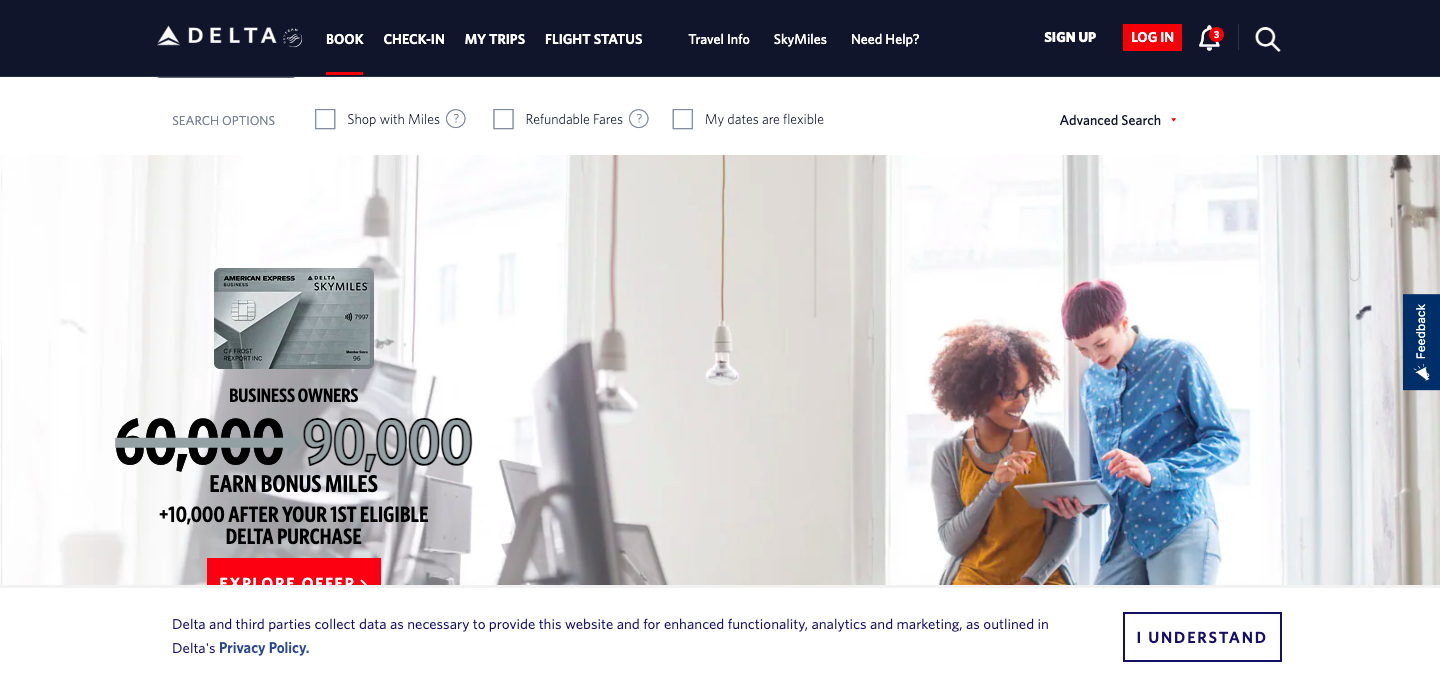 DELTA
BOOK
CHECK-IN
MY TRIPS
FLIGHT STATUS
Travel Info
SkyMiles
Need Help?
SIGN UP
LOG IN
3
SEARCH OPTIONS
Shop with Miles ?
Refundable Fares ?
My dates are flexible
Advanced Search
AMERICAN EXPRESS
BUSINESS
DELTA
SKYMILES
7997
C F FROST
REXPORT INC
Member Since
96
BUSINESS OWNERS
60,000 90,000
EARN BONUS MILES
+10,000 AFTER YOUR 1ST ELIGIBLE
DELTA PURCHASE
EXPLORE OFFER >
Feedback
Delta and third parties collect data as necessary to provide this website and for enhanced functionality, analytics and marketing, as outlined in
Delta's Privacy Policy.
I UNDERSTAND